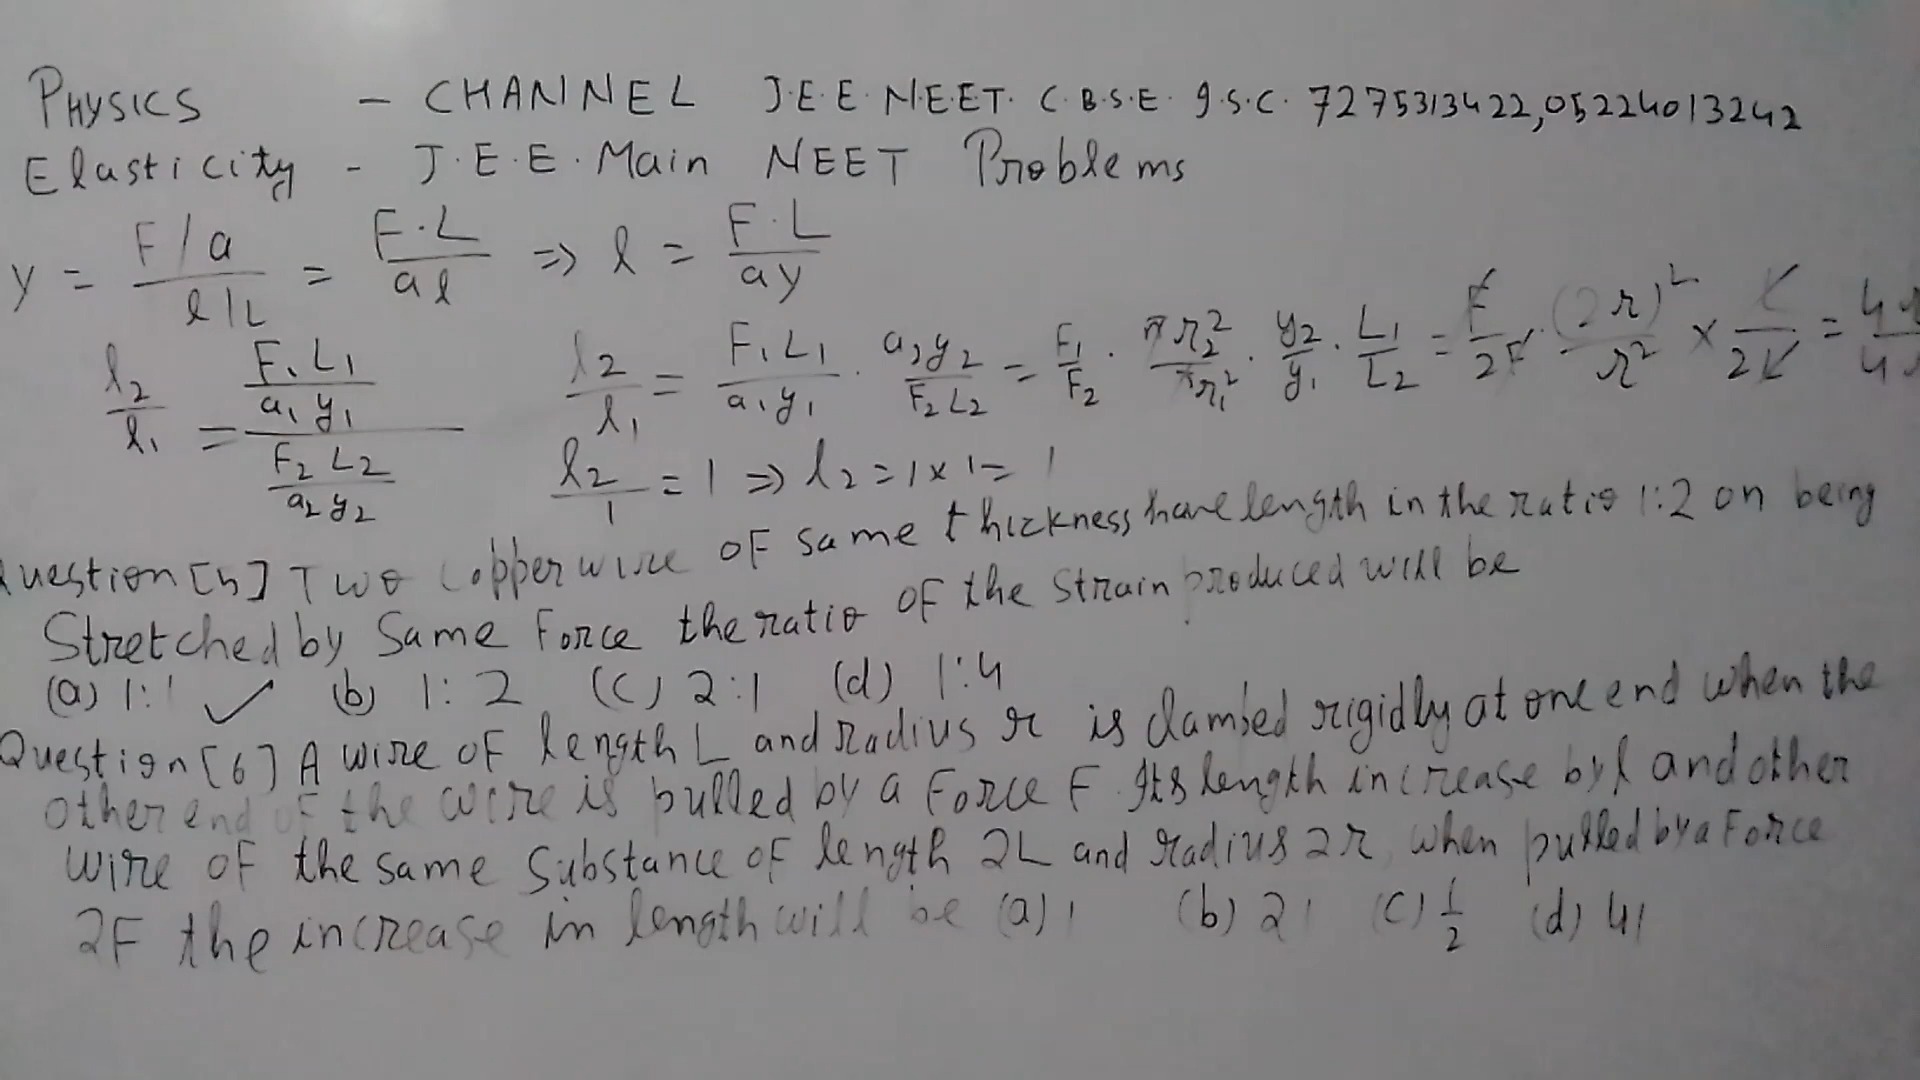 PHYSICS - CHANNEL J.E.E. N.E.E.T. C.B.S.E. I.S.C. 7275313422,05224013242
Elasticity - J.E.E. Main NEET Problems
y = (F/a)/(l/L) = F.L/al => l = F.L/ay
l2/l1 = (F1L1/a1y1)/(F2L2/a2y2)
l2/l1 = F1L1/a1y1 . a2y2/F2L2 = F1/F2 . πr2²/πr1² . y2/y1 . L1/L2 = F/2F . (2r)²/r² × L/2L =
l2/1 = 1 => l2 = 1 × 1 = 1
Question [5] Two Copper wire of same thickness have length in the ratio 1:2 on being
Stretched by Same Force the ratio of the Strain produced will be
(a) 1:1 ✓ (b) 1:2 (c) 2:1 (d) 1:4
Question [6] A wire of length L and radius r is clambed rigidly at one end when the
other end of the wire is pulled by a Force F. Its length increase by l and other
wire of the same Substance of length 2L and radius 2r, when pulled by a Force
2F the increase in length will be (a) l (b) 2l (c) l/2 (d) 4l